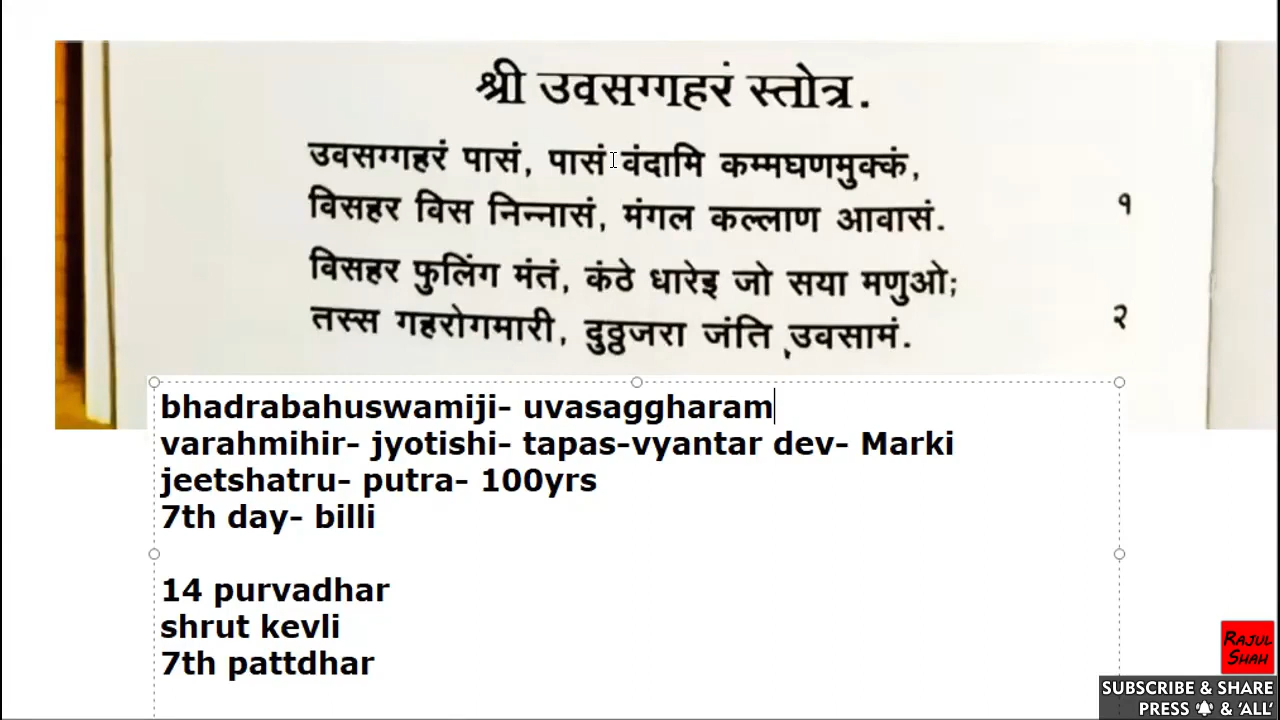 श्री उवसग्गहरं स्तोत्र.
उवसग्गहरं पासं, पासं वंदामि कम्मघणमुक्कं,
विसहर विस निन्नासं, मंगल कल्लाण आवासं. १
विसहर फुलिंग मंतं, कंठे धारेइ जो सया मणुओ;
तस्स गहरोगमारी, दुठ्ठजरा जंति उवसामं. २
bhadrabahuswamiji- uvasaggharam
varahmihir- jyotishi- tapas-vyantar dev- Marki
jeetshatru- putra- 100yrs
7th day- billi
14 purvadhar
shrut kevli
7th pattdhar
RAJUL
SHAH
SUBSCRIBE & SHARE
PRESS & 'ALL'